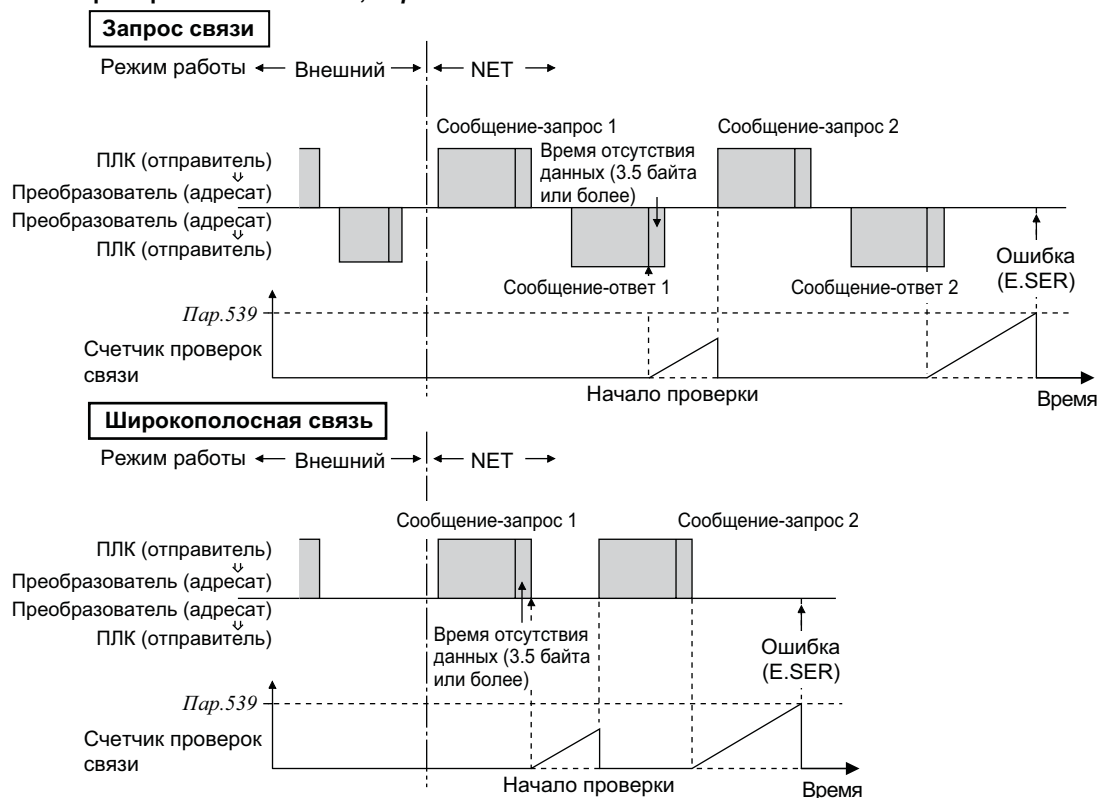 Запрос связи
Режим работы Внешний NET
Сообщение-запрос 1 Сообщение-запрос 2
ПЛК (отправитель)
Преобразователь (адресат)
Преобразователь (адресат)
ПЛК (отправитель)
Время отсутствия
данных (3.5 байта
или более)
Ошибка
(E.SER)
Сообщение-ответ 1 Сообщение-ответ 2
Пар.539
Счетчик проверок
связи
Начало проверки
Время
Широкополосная связь
Режим работы Внешний NET
Сообщение-запрос 1 Сообщение-запрос 2
ПЛК (отправитель)
Преобразователь (адресат)
Преобразователь (адресат)
ПЛК (отправитель)
Время отсутствия
данных (3.5 байта
или более)
Ошибка
(E.SER)
Пар.539
Счетчик проверок
связи
Начало проверки
Время